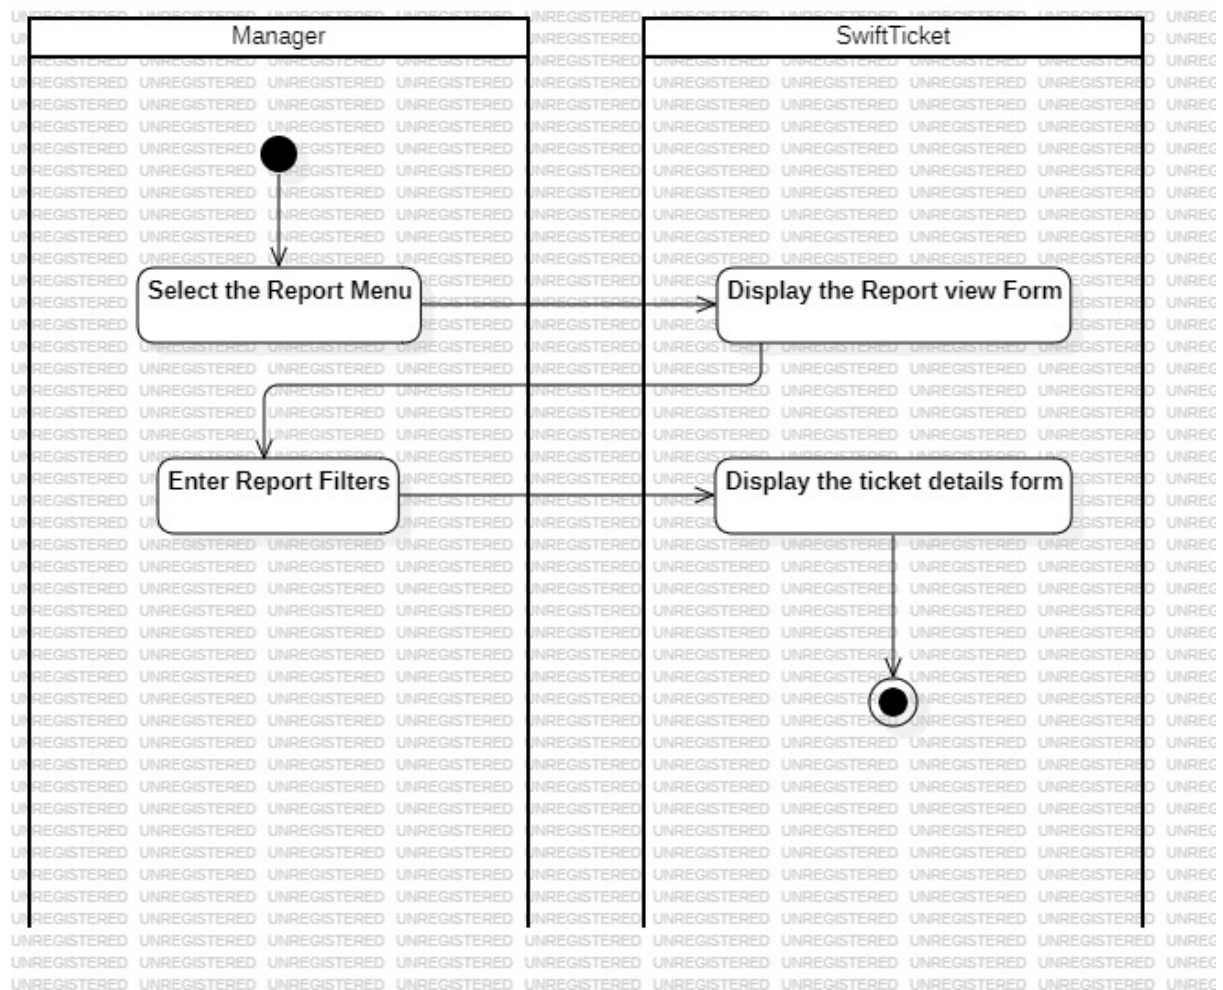 Manager
SwiftTicket
Select the Report Menu
Display the Report view Form
Enter Report Filters
Display the ticket details form
UNREGISTERED